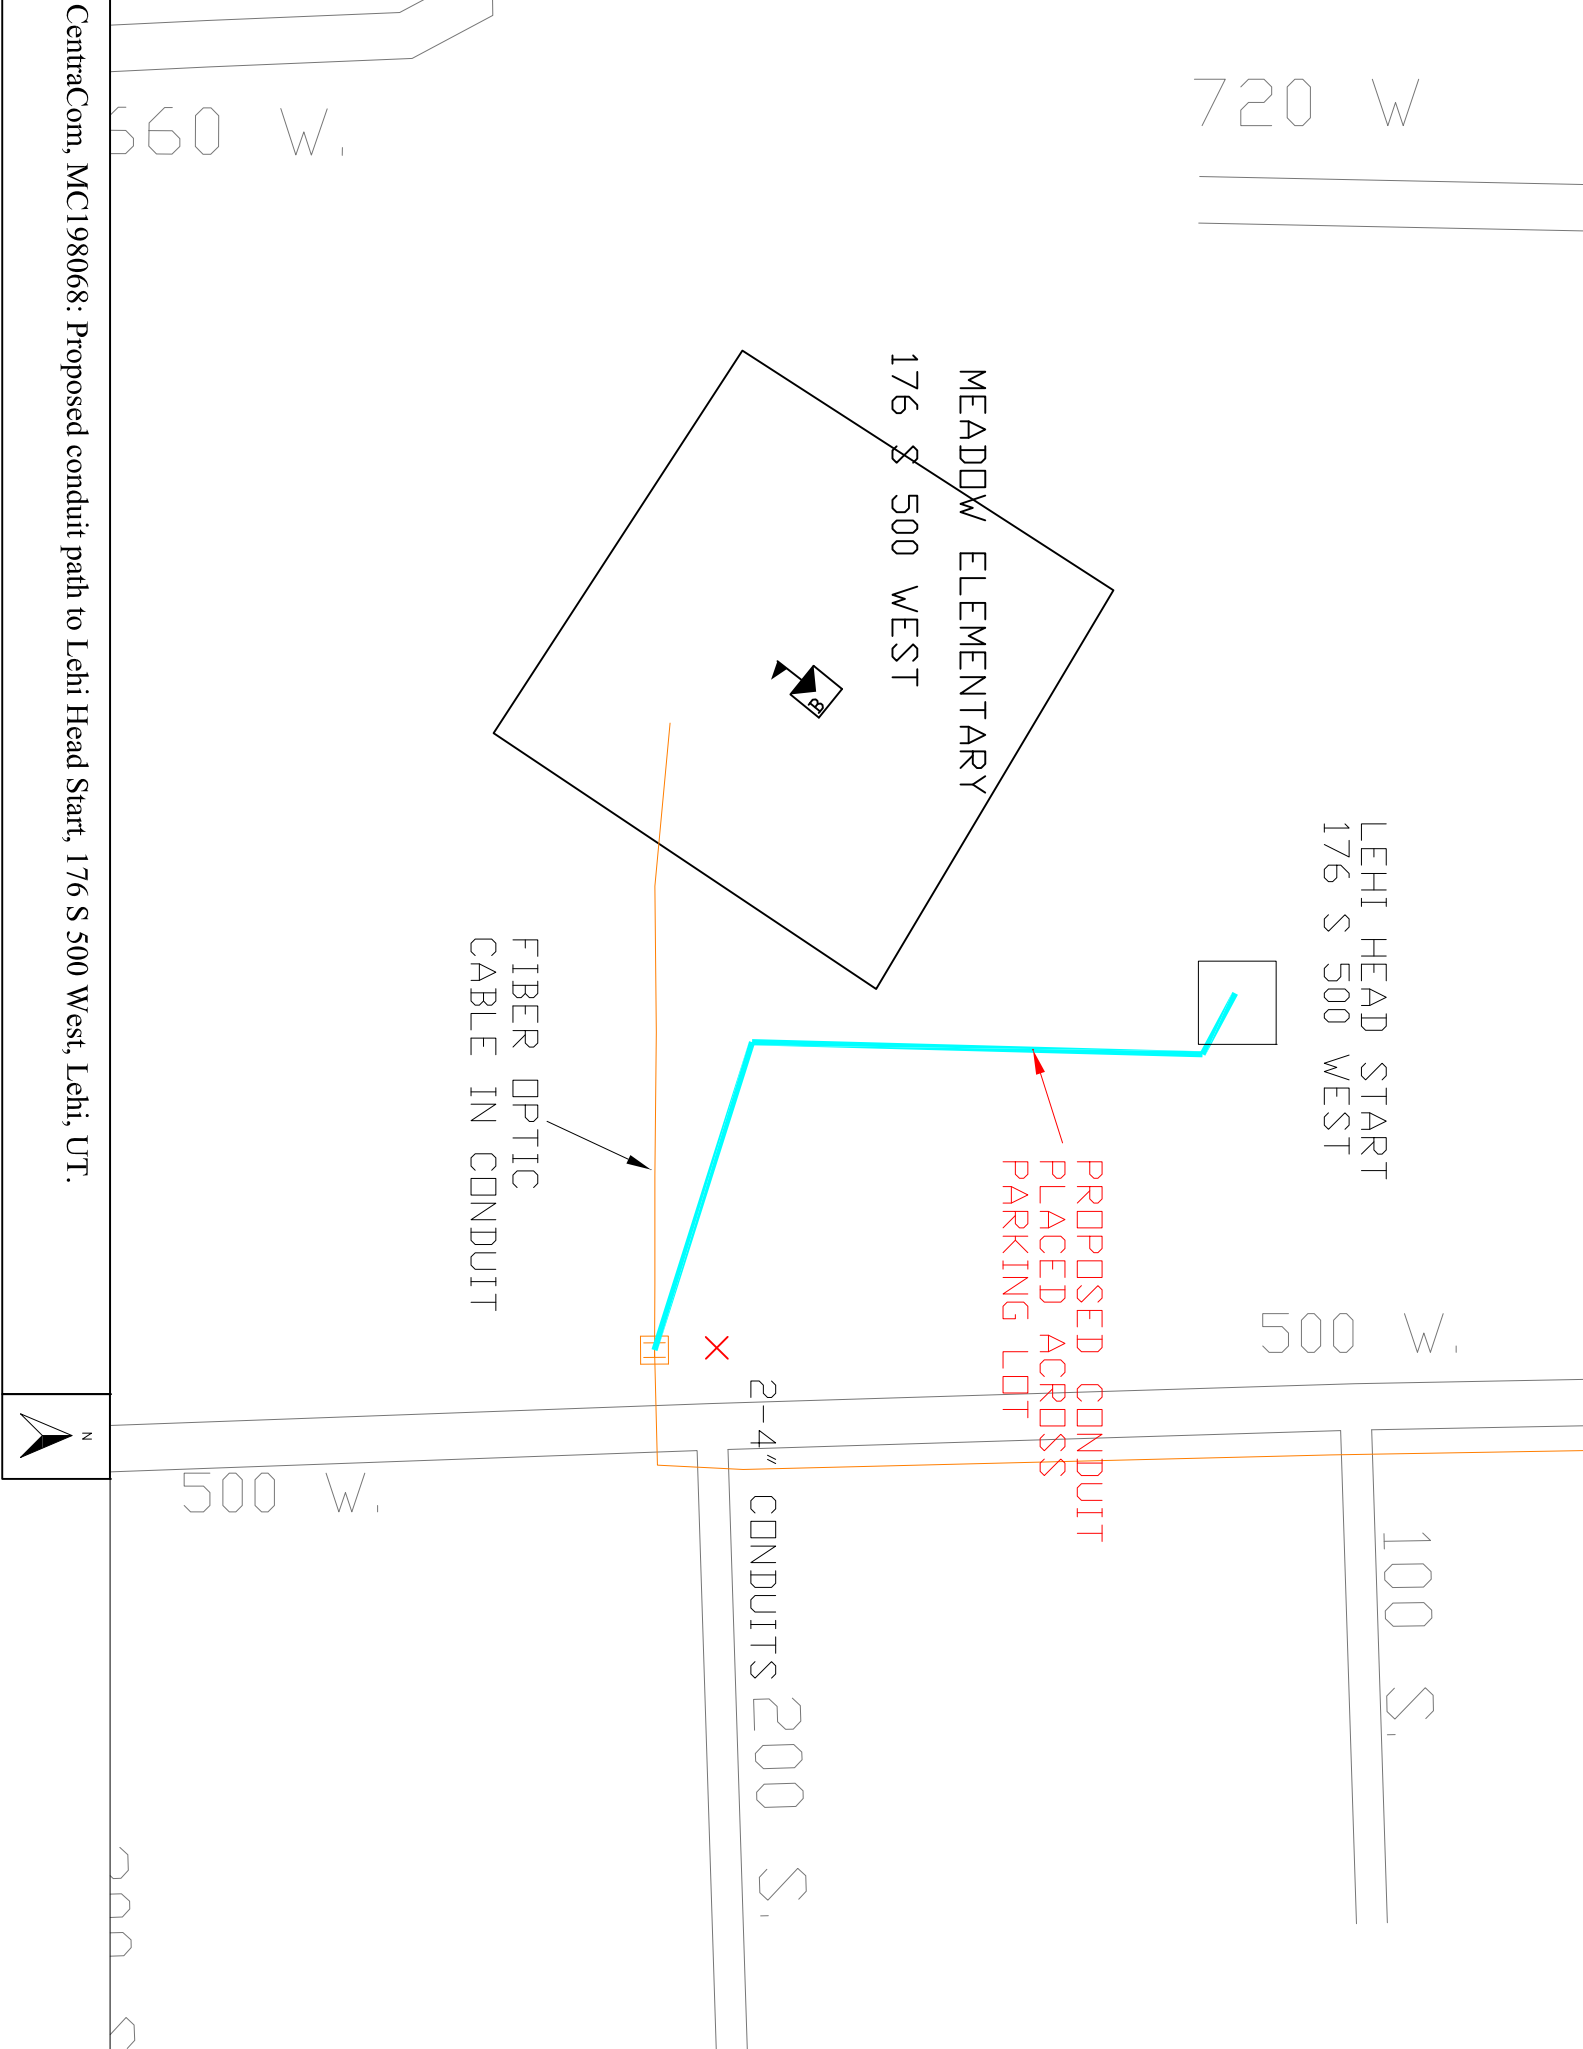 720 W
660 W.
MEADOW ELEMENTARY
176 S 500 WEST
B
LEHI HEAD START
176 S 500 WEST
FIBER OPTIC
CABLE IN CONDUIT
PROPOSED CONDUIT
PLACED ACROSS
PARKING LOT
500 W.
2-4" CONDUITS
500 W.
100 S.
200 S.
CentraCom, MC198068: Proposed conduit path to Lehi Head Start, 176 S 500 West, Lehi, UT.
N